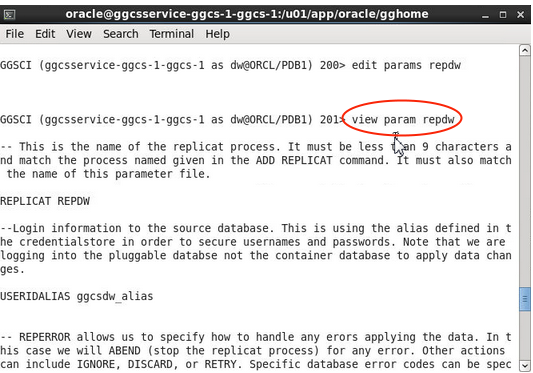 oracle@ggcsservice-ggcs-1-ggcs-1:/u01/app/oracle/gghome
File Edit View Search Terminal Help
GGSCI (ggcsservice-ggcs-1-ggcs-1 as dw@ORCL/PDB1) 200> edit params repdw
GGSCI (ggcsservice-ggcs-1-ggcs-1 as dw@ORCL/PDB1) 201> view param repdw
-- This is the name of the replicat process. It must be less than 9 characters a
nd match the process named given in the ADD REPLICAT command. It must also match
the name of this parameter file.
REPLICAT REPDW
--Login information to the source database. This is using the alias defined in t
he credentialstore in order to secure usernames and passwords. Note that we are
logging into the pluggable databse not the container database to apply data chan
ges.
USERIDALIAS ggcsdw_alias
-- REPERROR allows us to specify how to handle any erors applying the data. In t
his case we will ABEND (stop the replicat process) for any error. Other actions
can include IGNORE, DISCARD, or RETRY. Specific database error codes can be spec